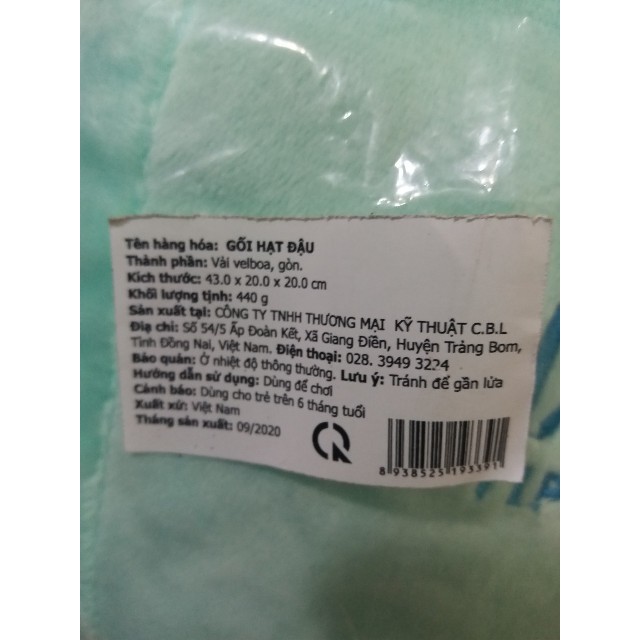 Tên hàng hóa: GỐI HẠT ĐẬU
Thành phần: Vải velboa, gòn.
Kích thước: 43.0 x 20.0 x 20.0 cm
Khối lượng tịnh: 440 g
Sản xuất tại: CÔNG TY TNHH THƯƠNG MẠI KỸ THUẬT C.B.L
Địa chỉ: Số 54/5 Ấp Đoàn Kết, Xã Giang Điền, Huyện Trảng Bom,
Tỉnh Đồng Nai, Việt Nam. Điện thoại: 028. 3949 3224
Bảo quản: Ở nhiệt độ thông thường. Lưu ý: Tránh để gần lửa
Hướng dẫn sử dụng: Dùng để chơi
Cảnh báo: Dùng cho trẻ trên 6 tháng tuổi
Xuất xứ: Việt Nam
Tháng sản xuất: 09/2020
8 938525 193391